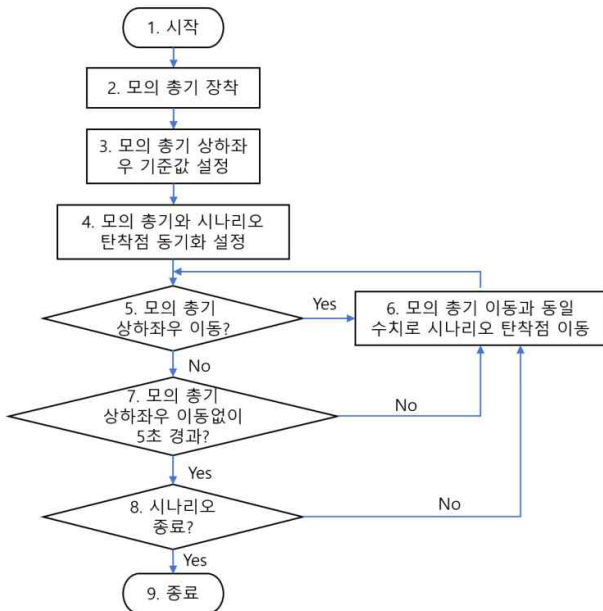 1. 시작
2. 모의 총기 장착
3. 모의 총기 상하좌
우 기준값 설정
4. 모의 총기와 시나리오
탄착점 동기화 설정
5. 모의 총기
상하좌우 이동?
Yes
6. 모의 총기 이동과 동일
수치로 시나리오 탄착점 이동
No
7. 모의 총기
상하좌우 이동없이
5초 경과?
No
Yes
8. 시나리오
종료?
No
Yes
9. 종료